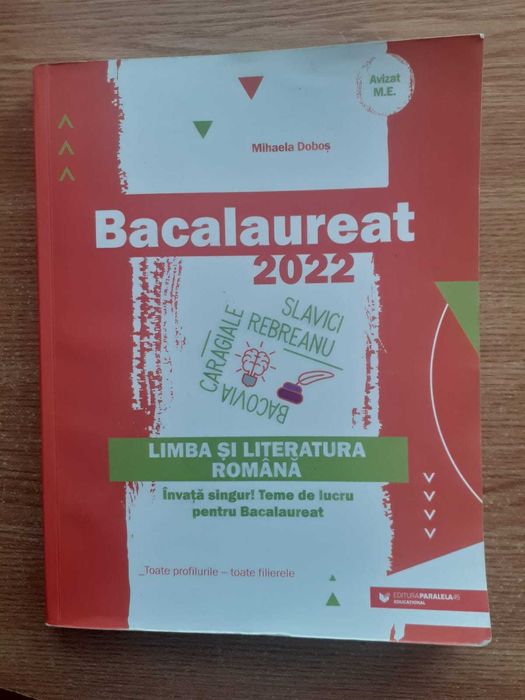 Avizat
M.E.
Mihaela Doboș
Bacalaureat
2022
SLAVICI
REBREANU
CARAGIALE
BACOVIA
LIMBA ȘI LITERATURA
ROMÂNĂ
Învață singur! Teme de lucru
pentru Bacalaureat
_Toate profilurile – toate filierele
EDITURA PARALELA 45
EDUCAȚIONAL